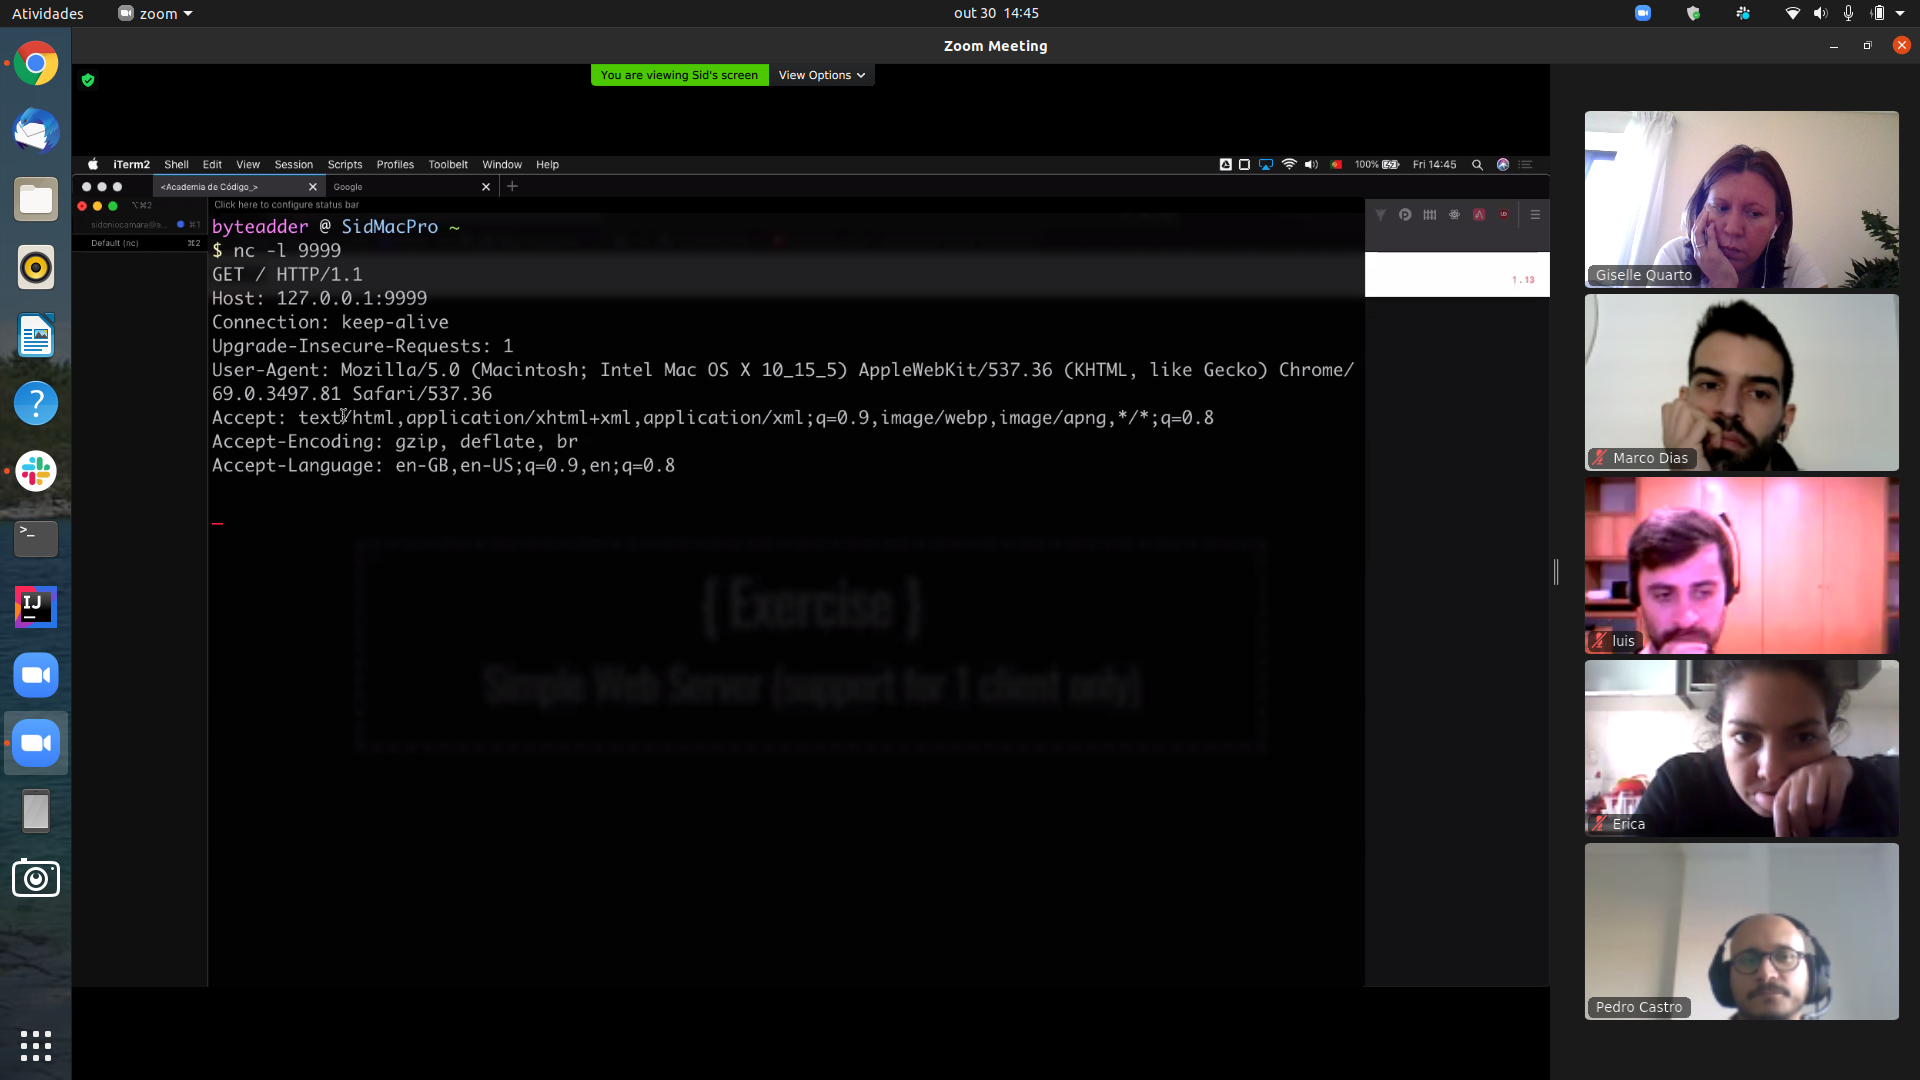 Atividades
zoom
out 30 14:45
Zoom Meeting
You are viewing Sid's screen
View Options
iTerm2 Shell Edit View Session Scripts Profiles Toolbelt Window Help
100%
Fri 14:45
<Academia de Código_>
Google
Click here to configure status bar
⌥⌘2
sidoniocamara@s...
⌘1
Default (nc)
⌘2
byteadder @ SidMacPro ~
$ nc -l 9999
GET / HTTP/1.1
Host: 127.0.0.1:9999
Connection: keep-alive
Upgrade-Insecure-Requests: 1
User-Agent: Mozilla/5.0 (Macintosh; Intel Mac OS X 10_15_5) AppleWebKit/537.36 (KHTML, like Gecko) Chrome/
69.0.3497.81 Safari/537.36
Accept: text/html,application/xhtml+xml,application/xml;q=0.9,image/webp,image/apng,*/*;q=0.8
Accept-Encoding: gzip, deflate, br
Accept-Language: en-GB,en-US;q=0.9,en;q=0.8
{ Exercise }
Simple Web Server (support for 1 client only)
1.13
Giselle Quarto
Marco Dias
luis
Erica
Pedro Castro